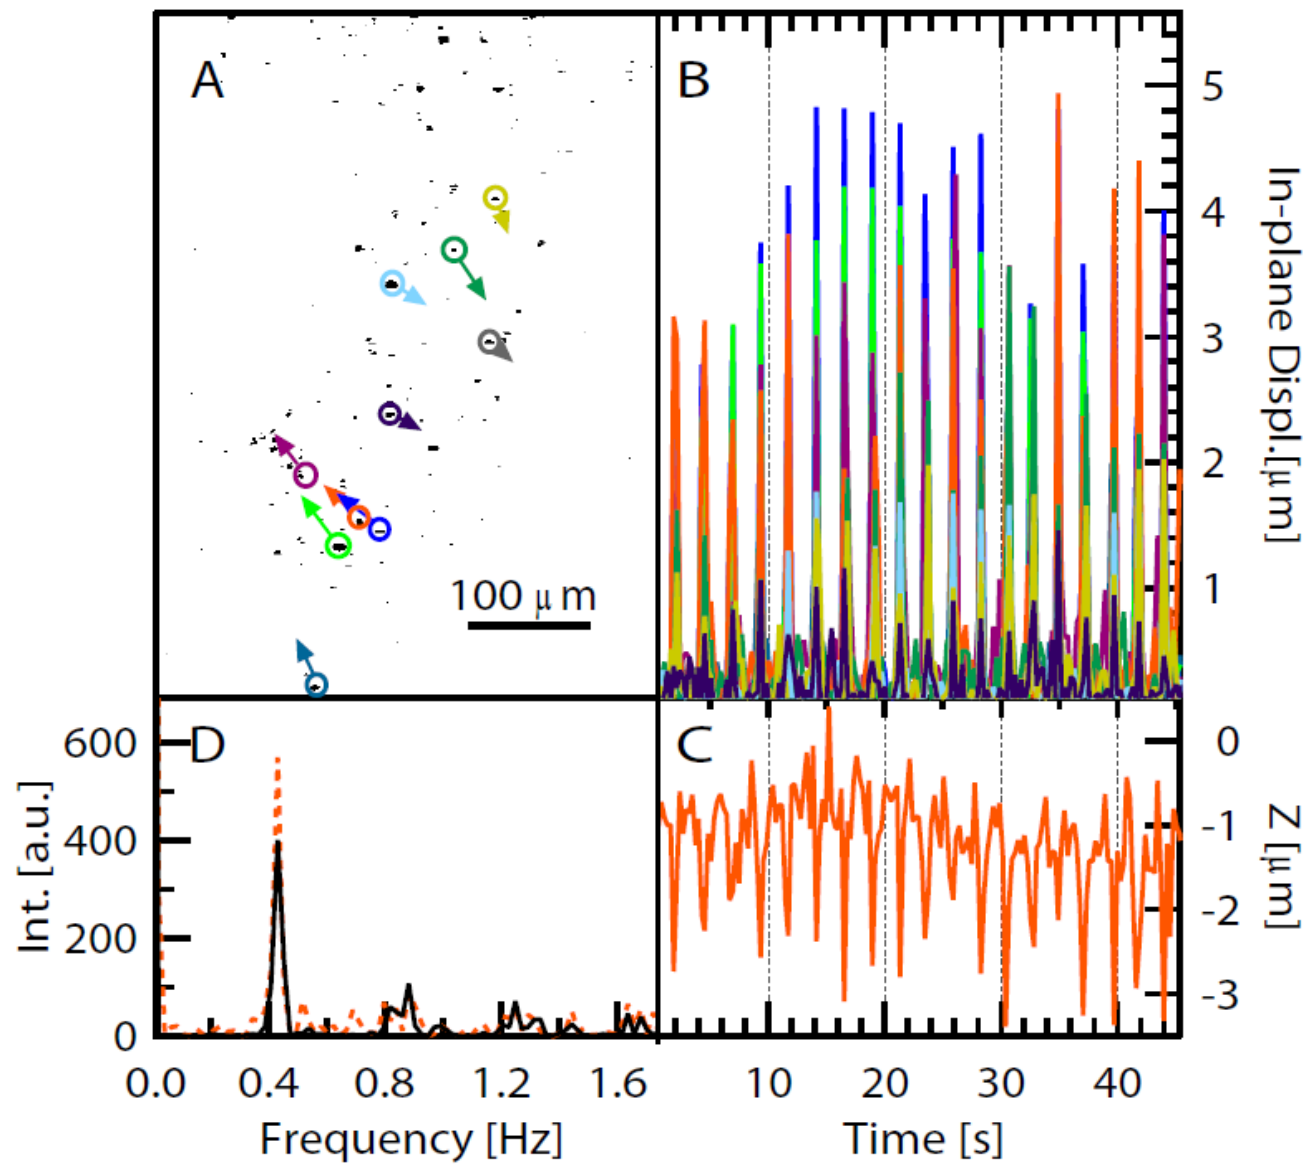 A
B
100 μm
5
4
3
2
1
In-plane Displ.[μm]
D
C
600
400
200
0
Int. [a.u.]
0
-1
-2
-3
Z [μm]
0.0 0.4 0.8 1.2 1.6
10 20 30 40
Frequency [Hz]
Time [s]